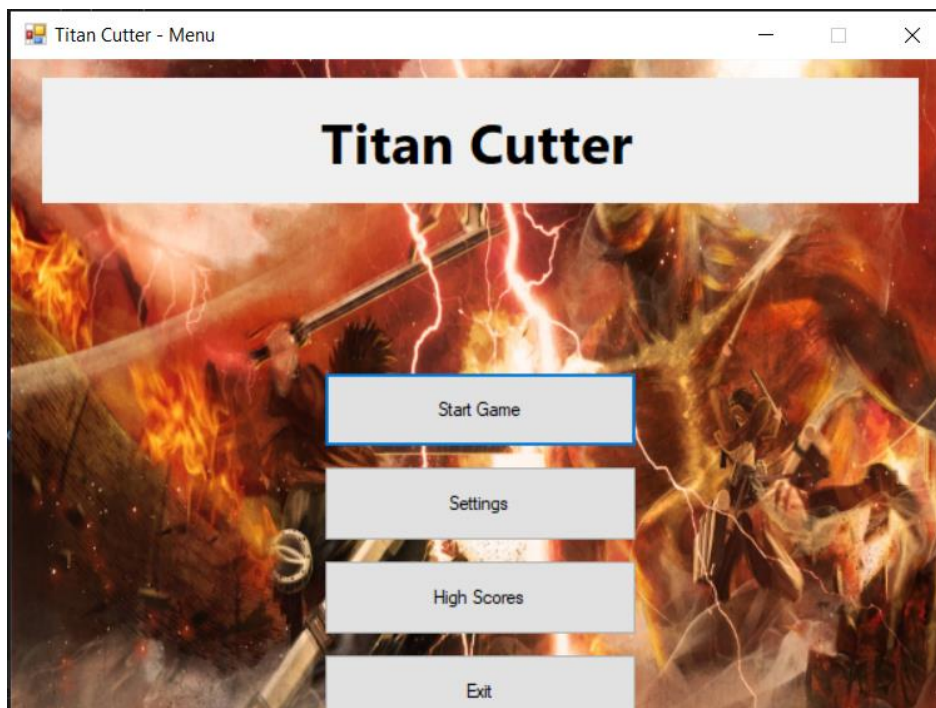 Titan Cutter - Menu
Titan Cutter
Start Game
Settings
High Scores
Exit